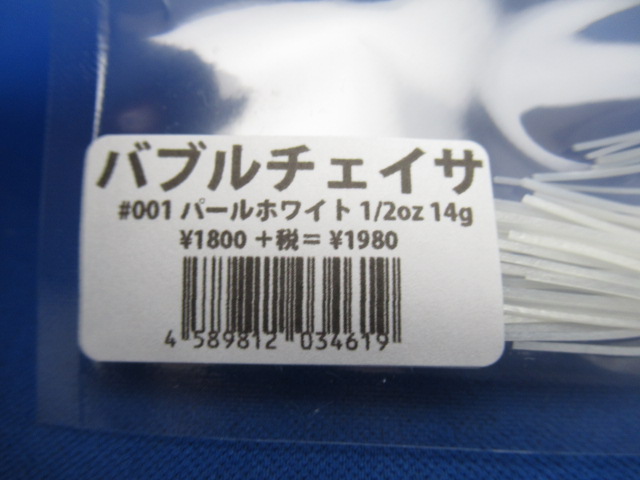 バブルチェイサ
#001 パールホワイト 1/2oz 14g
¥1800 +税= ¥1980
4 589812 034619